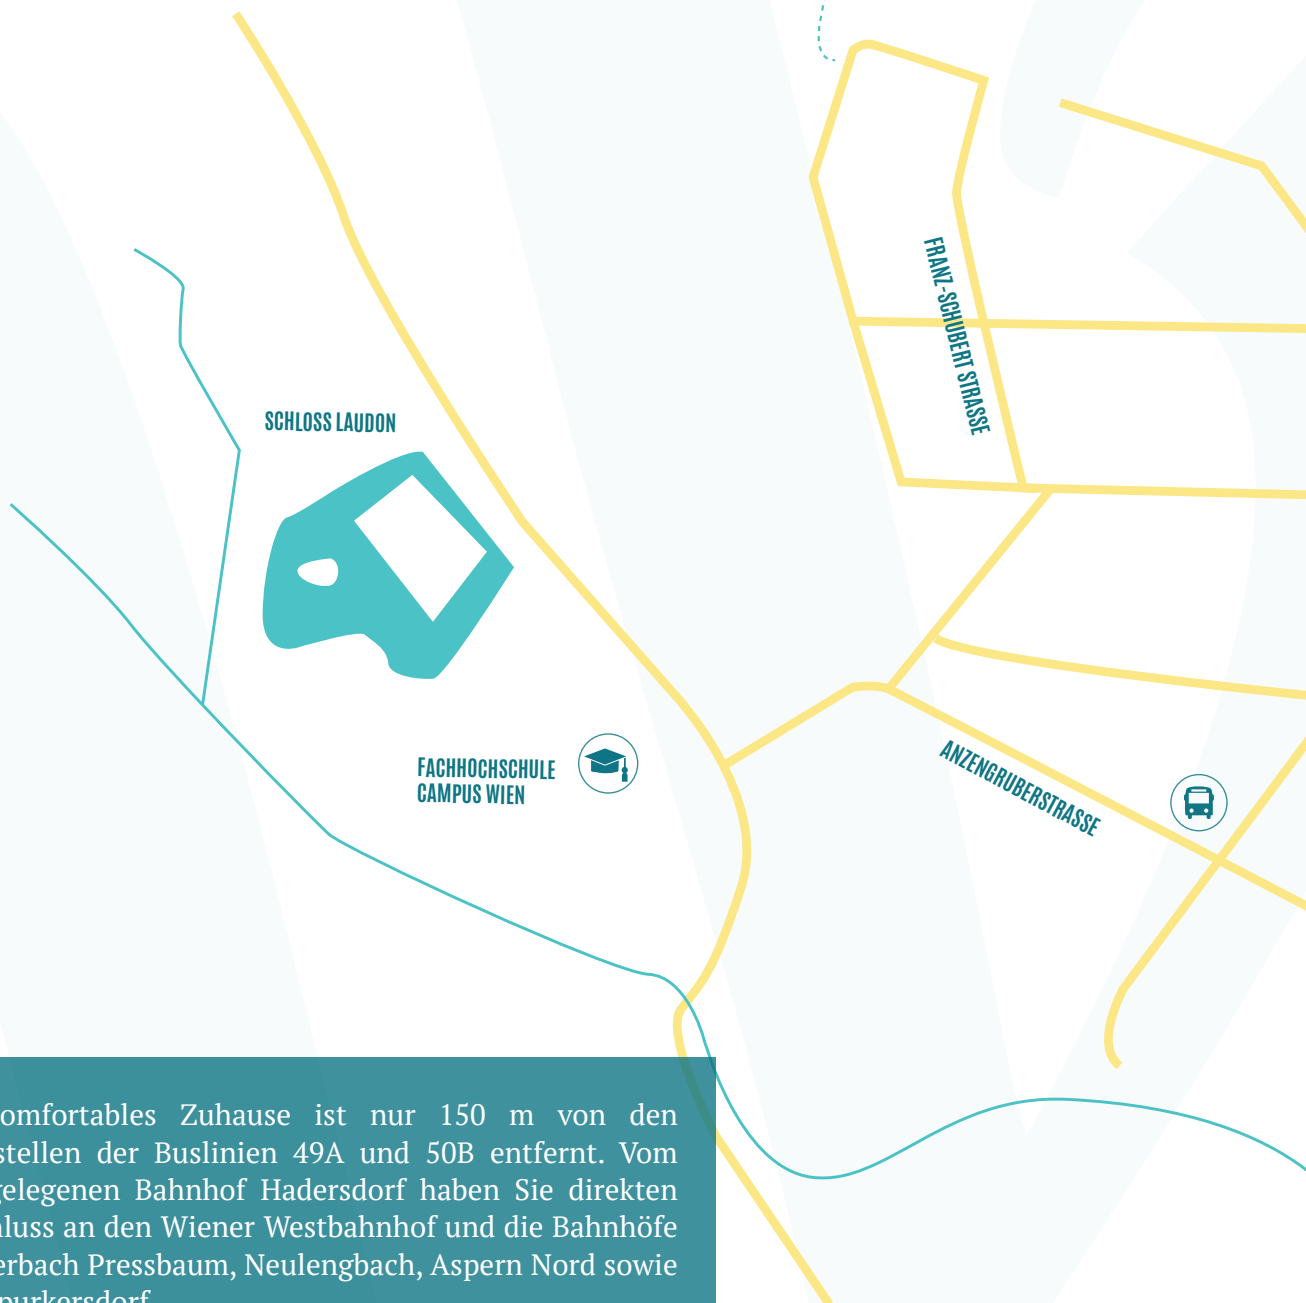 FRANZ-SCHUBERT STRASSE
SCHLOSS LAUDON
FACHHOCHSCHULE
CAMPUS WIEN
ANZENGRUBERSTRASSE
omfortables Zuhause ist nur 150 m von den
stellen der Buslinien 49A und 50B entfernt. Vom
gelegenen Bahnhof Hadersdorf haben Sie direkten
luss an den Wiener Westbahnhof und die Bahnhöfe
erbach Pressbaum, Neulengbach, Aspern Nord sowie
purkersdorf